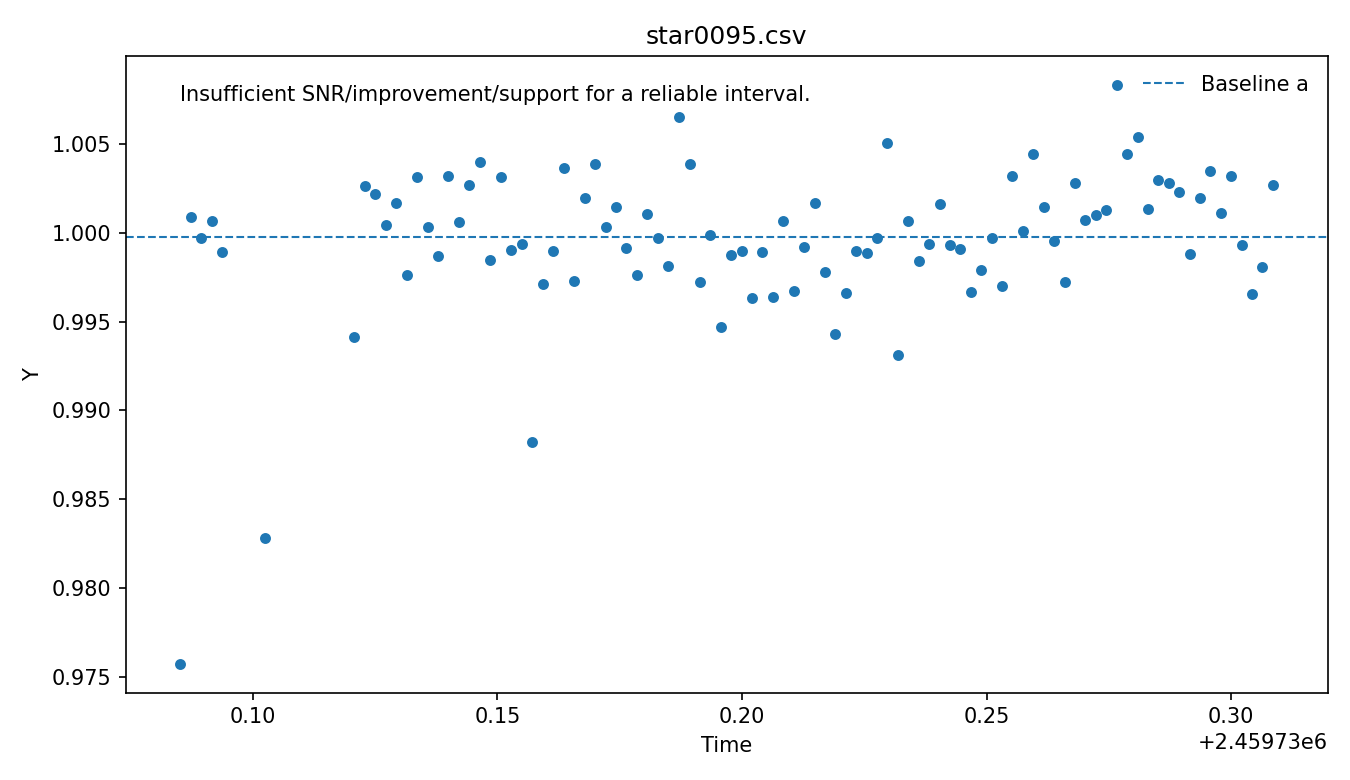 star0095.csv
Insufficient SNR/improvement/support for a reliable interval.
Baseline a
1.005
1.000
0.995
0.990
0.985
0.980
0.975
Y
0.10 0.15 0.20 0.25 0.30
Time
+2.45973e6